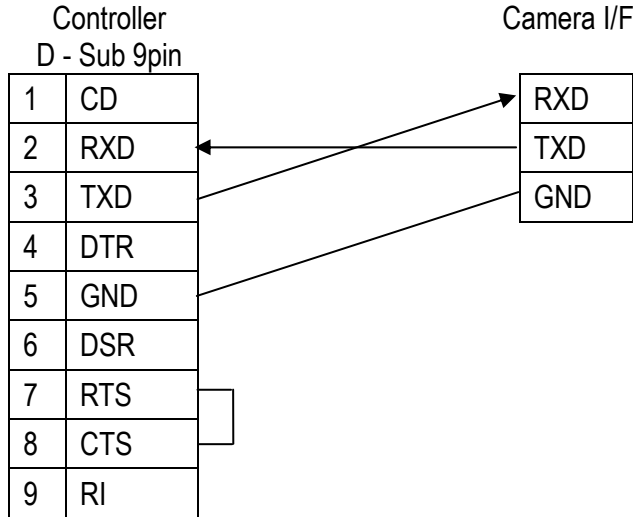 Controller Camera I/F
D - Sub 9pin
1 CD RXD
2 RXD TXD
3 TXD GND
4 DTR
5 GND
6 DSR
7 RTS
8 CTS
9 RI